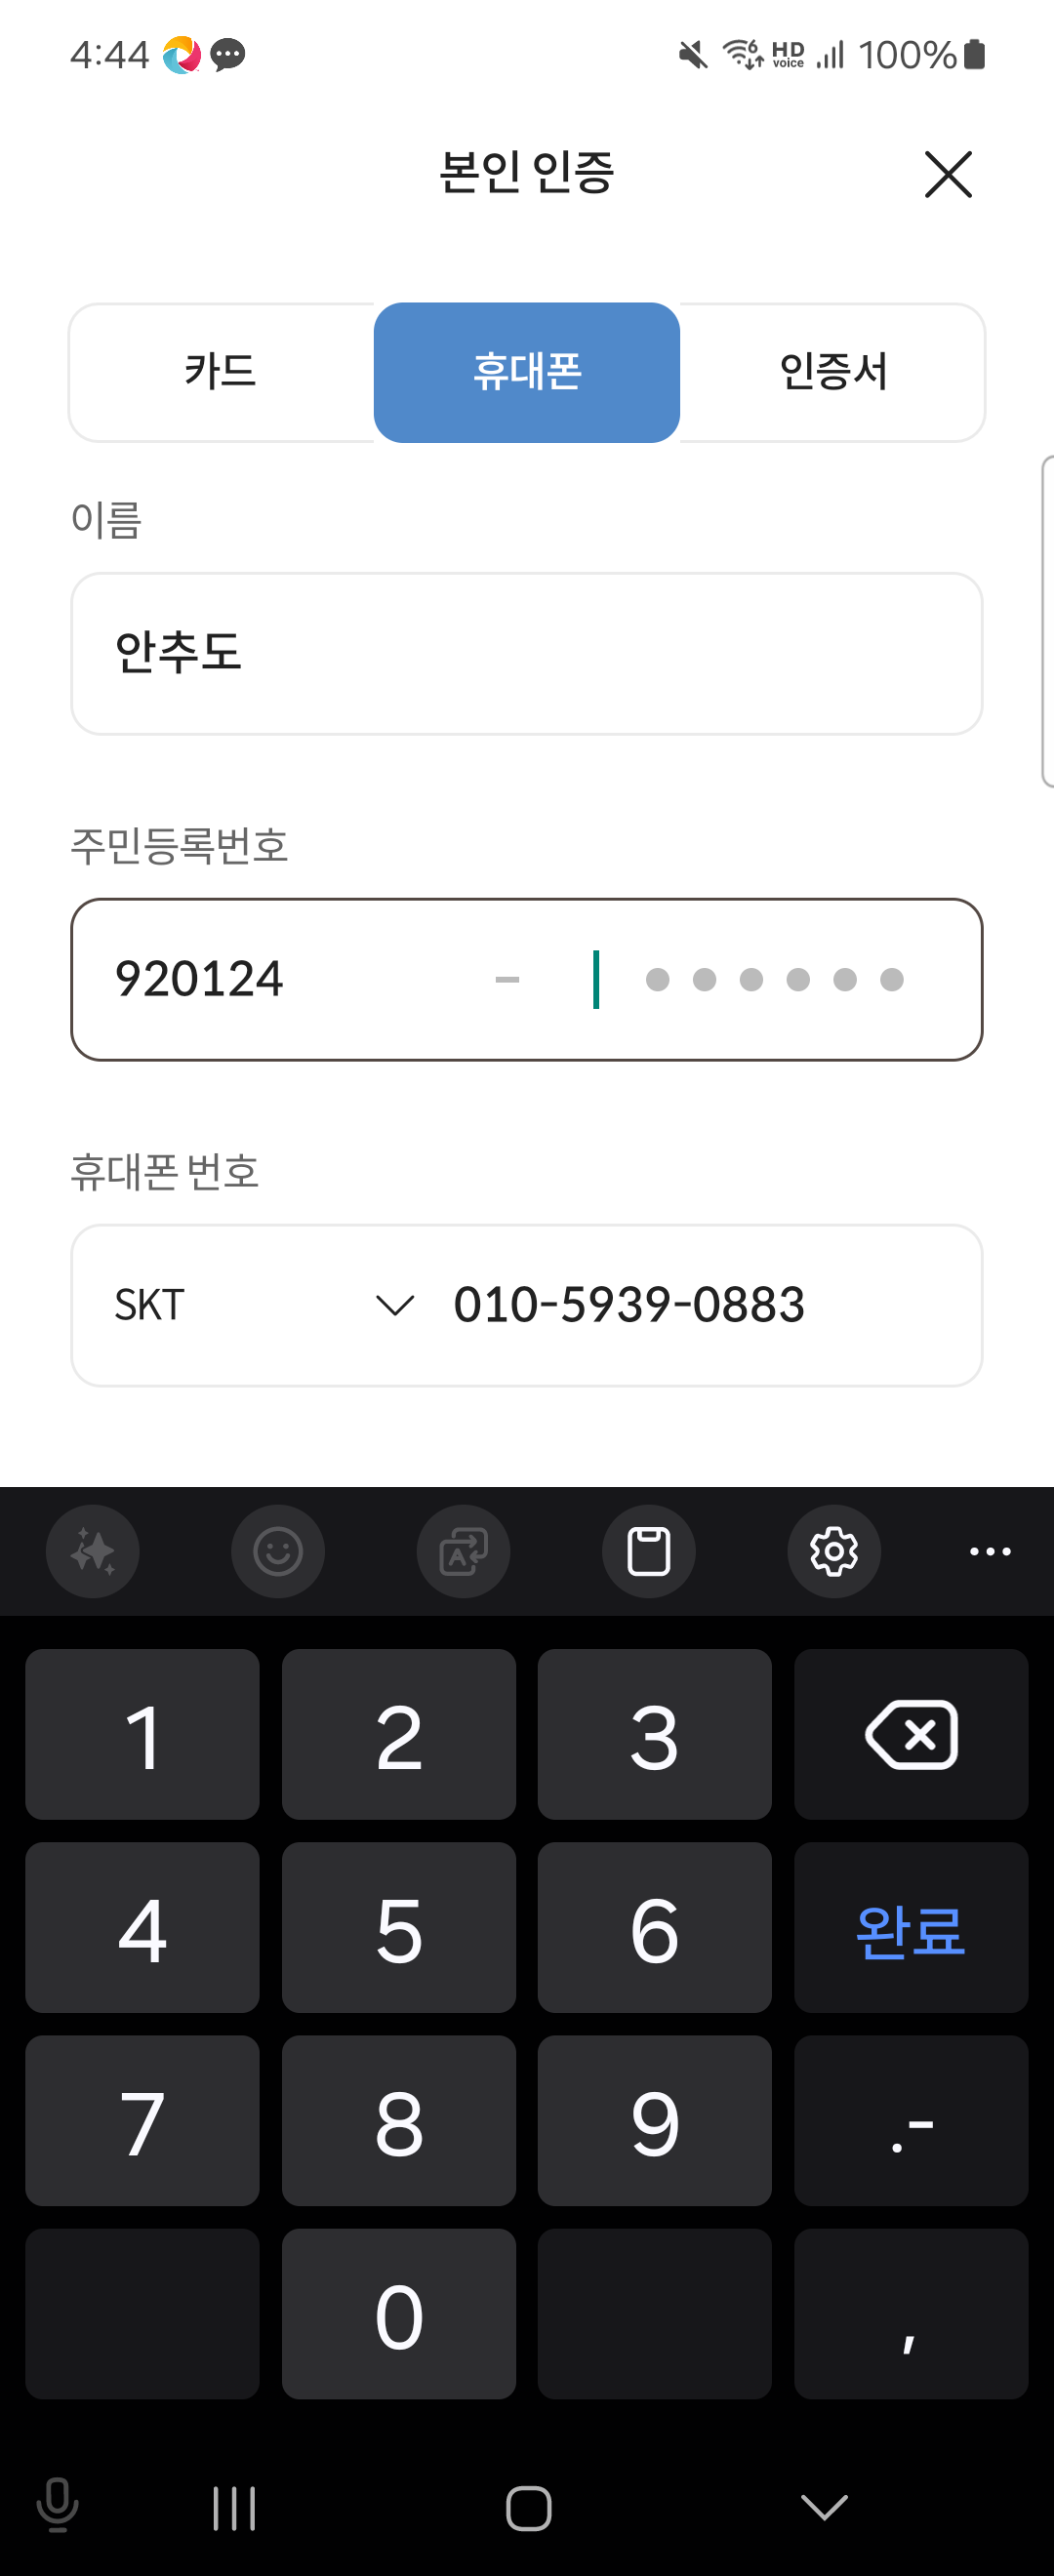 4:44 6 HD voice 100%
본인 인증
카드 휴대폰 인증서
이름
안추도
주민등록번호
920124 - ●●●●●●
휴대폰 번호
SKT 010-5939-0883
A
1 2 3
4 5 6 완료
7 8 9 .-
0 ,